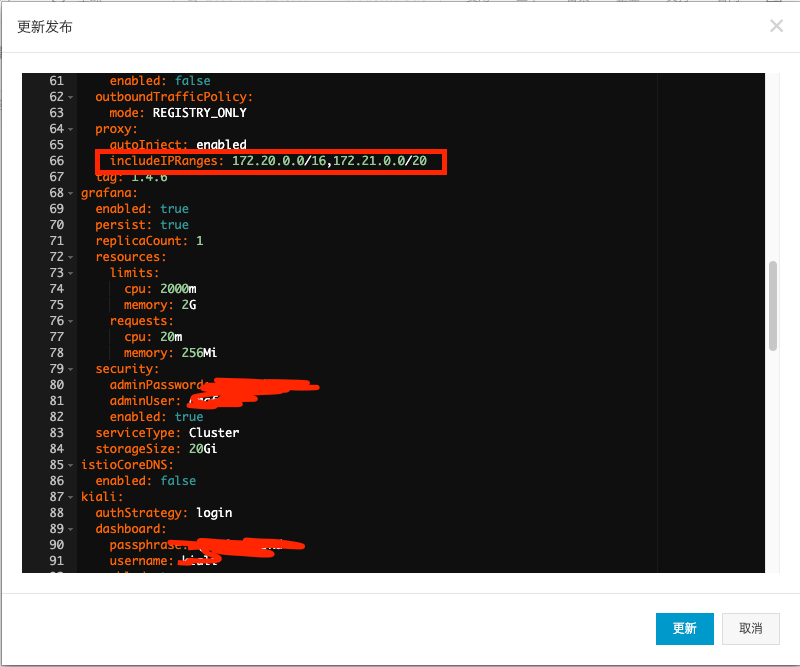 更新发布
61 enabled: false
62 outboundTrafficPolicy:
63 mode: REGISTRY_ONLY
64 proxy:
65 autoInject: enabled
66 includeIPRanges: 172.20.0.0/16,172.21.0.0/20
67 tag: 1.4.6
68 grafana:
69 enabled: true
70 persist: true
71 replicaCount: 1
72 resources:
73 limits:
74 cpu: 2000m
75 memory: 2G
76 requests:
77 cpu: 20m
78 memory: 256Mi
79 security:
80 adminPassword:
81 adminUser:
82 enabled: true
83 serviceType: Cluster
84 storageSize: 20Gi
85 istioCoreDNS:
86 enabled: false
87 kiali:
88 authStrategy: login
89 dashboard:
90 passphrase:
91 username: kiali
更新
取消